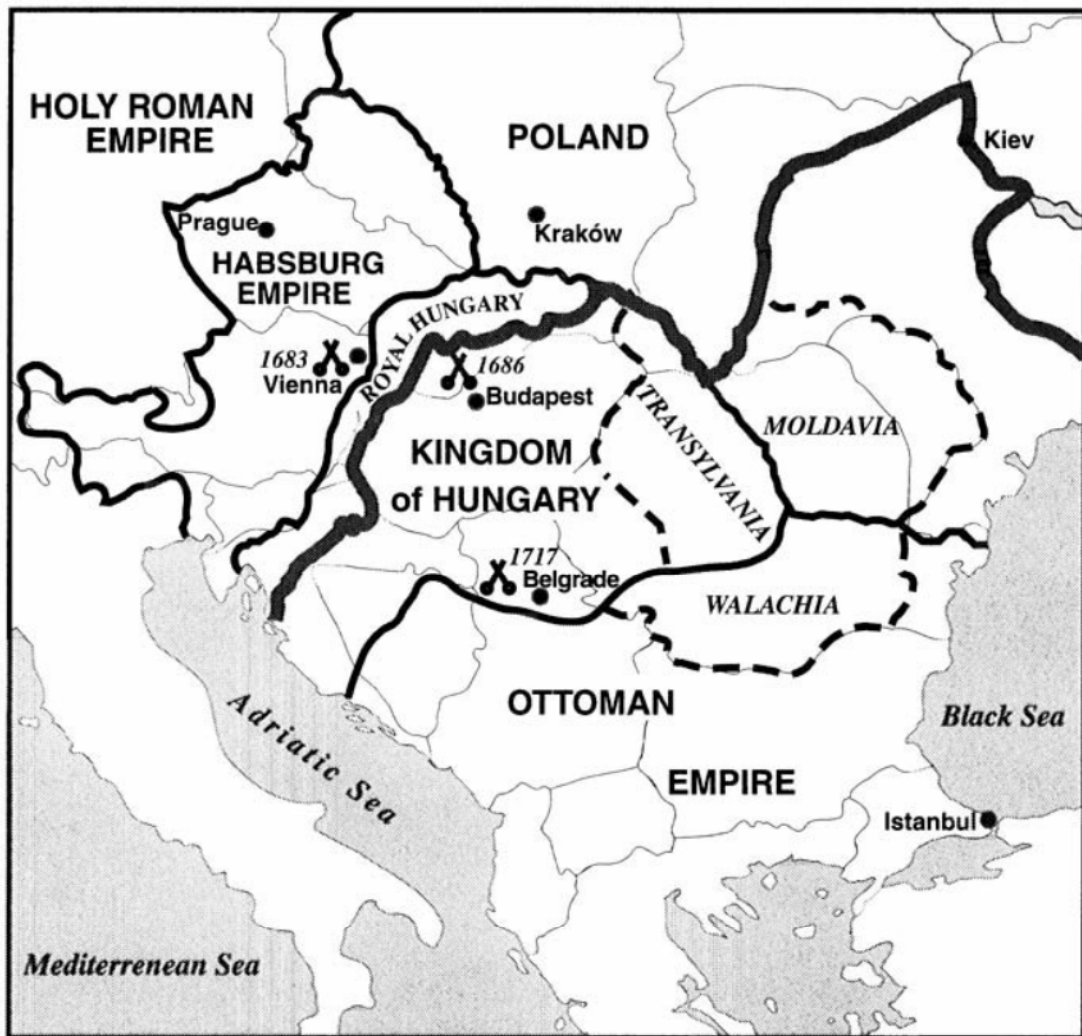 HOLY ROMAN
EMPIRE
POLAND
Kiev
Prague
Kraków
HABSBURG
EMPIRE
ROYAL HUNGARY
1683
Vienna
1686
Budapest
TRANSYLVANIA
MOLDAVIA
KINGDOM
of HUNGARY
1717
Belgrade
WALACHIA
OTTOMAN
EMPIRE
Black Sea
Adriatic Sea
Istanbul
Mediterrenean Sea